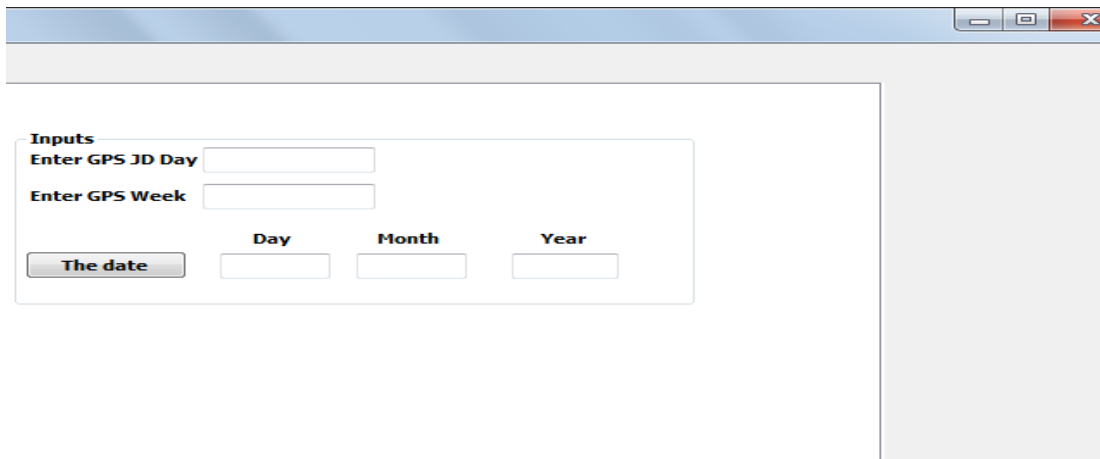 Inputs
Enter GPS JD Day
Enter GPS Week
Day Month Year
The date